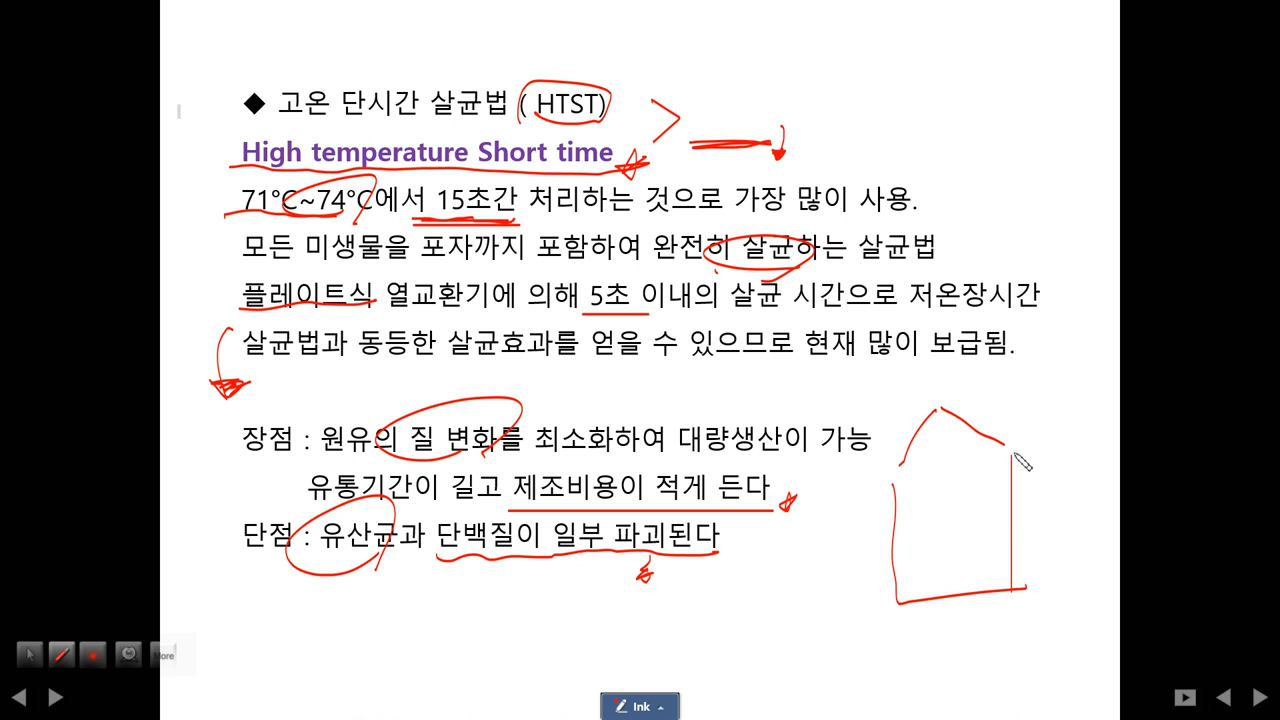 ◆ 고온 단시간 살균법 ( HTST)
High temperature Short time
71°C~74°C에서 15초간 처리하는 것으로 가장 많이 사용.
모든 미생물을 포자까지 포함하여 완전히 살균하는 살균법
플레이트식 열교환기에 의해 5초 이내의 살균 시간으로 저온장시간
살균법과 동등한 살균효과를 얻을 수 있으므로 현재 많이 보급됨.
장점 : 원유의 질 변화를 최소화하여 대량생산이 가능
유통기간이 길고 제조비용이 적게 든다
단점 : 유산균과 단백질이 일부 파괴된다
More
Ink